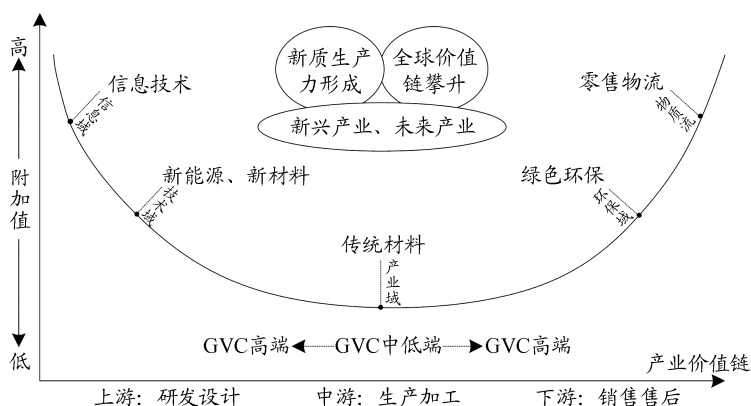 高
附加值
低
新质生产
力形成
全球价值
链攀升
新兴产业、未来产业
信息技术
信息域
零售物流
物质流
新能源、新材料
技术域
绿色环保
环保域
传统材料
产业域
GVC高端
GVC中低端
GVC高端
产业价值链
上游：研发设计
中游：生产加工
下游：销售售后